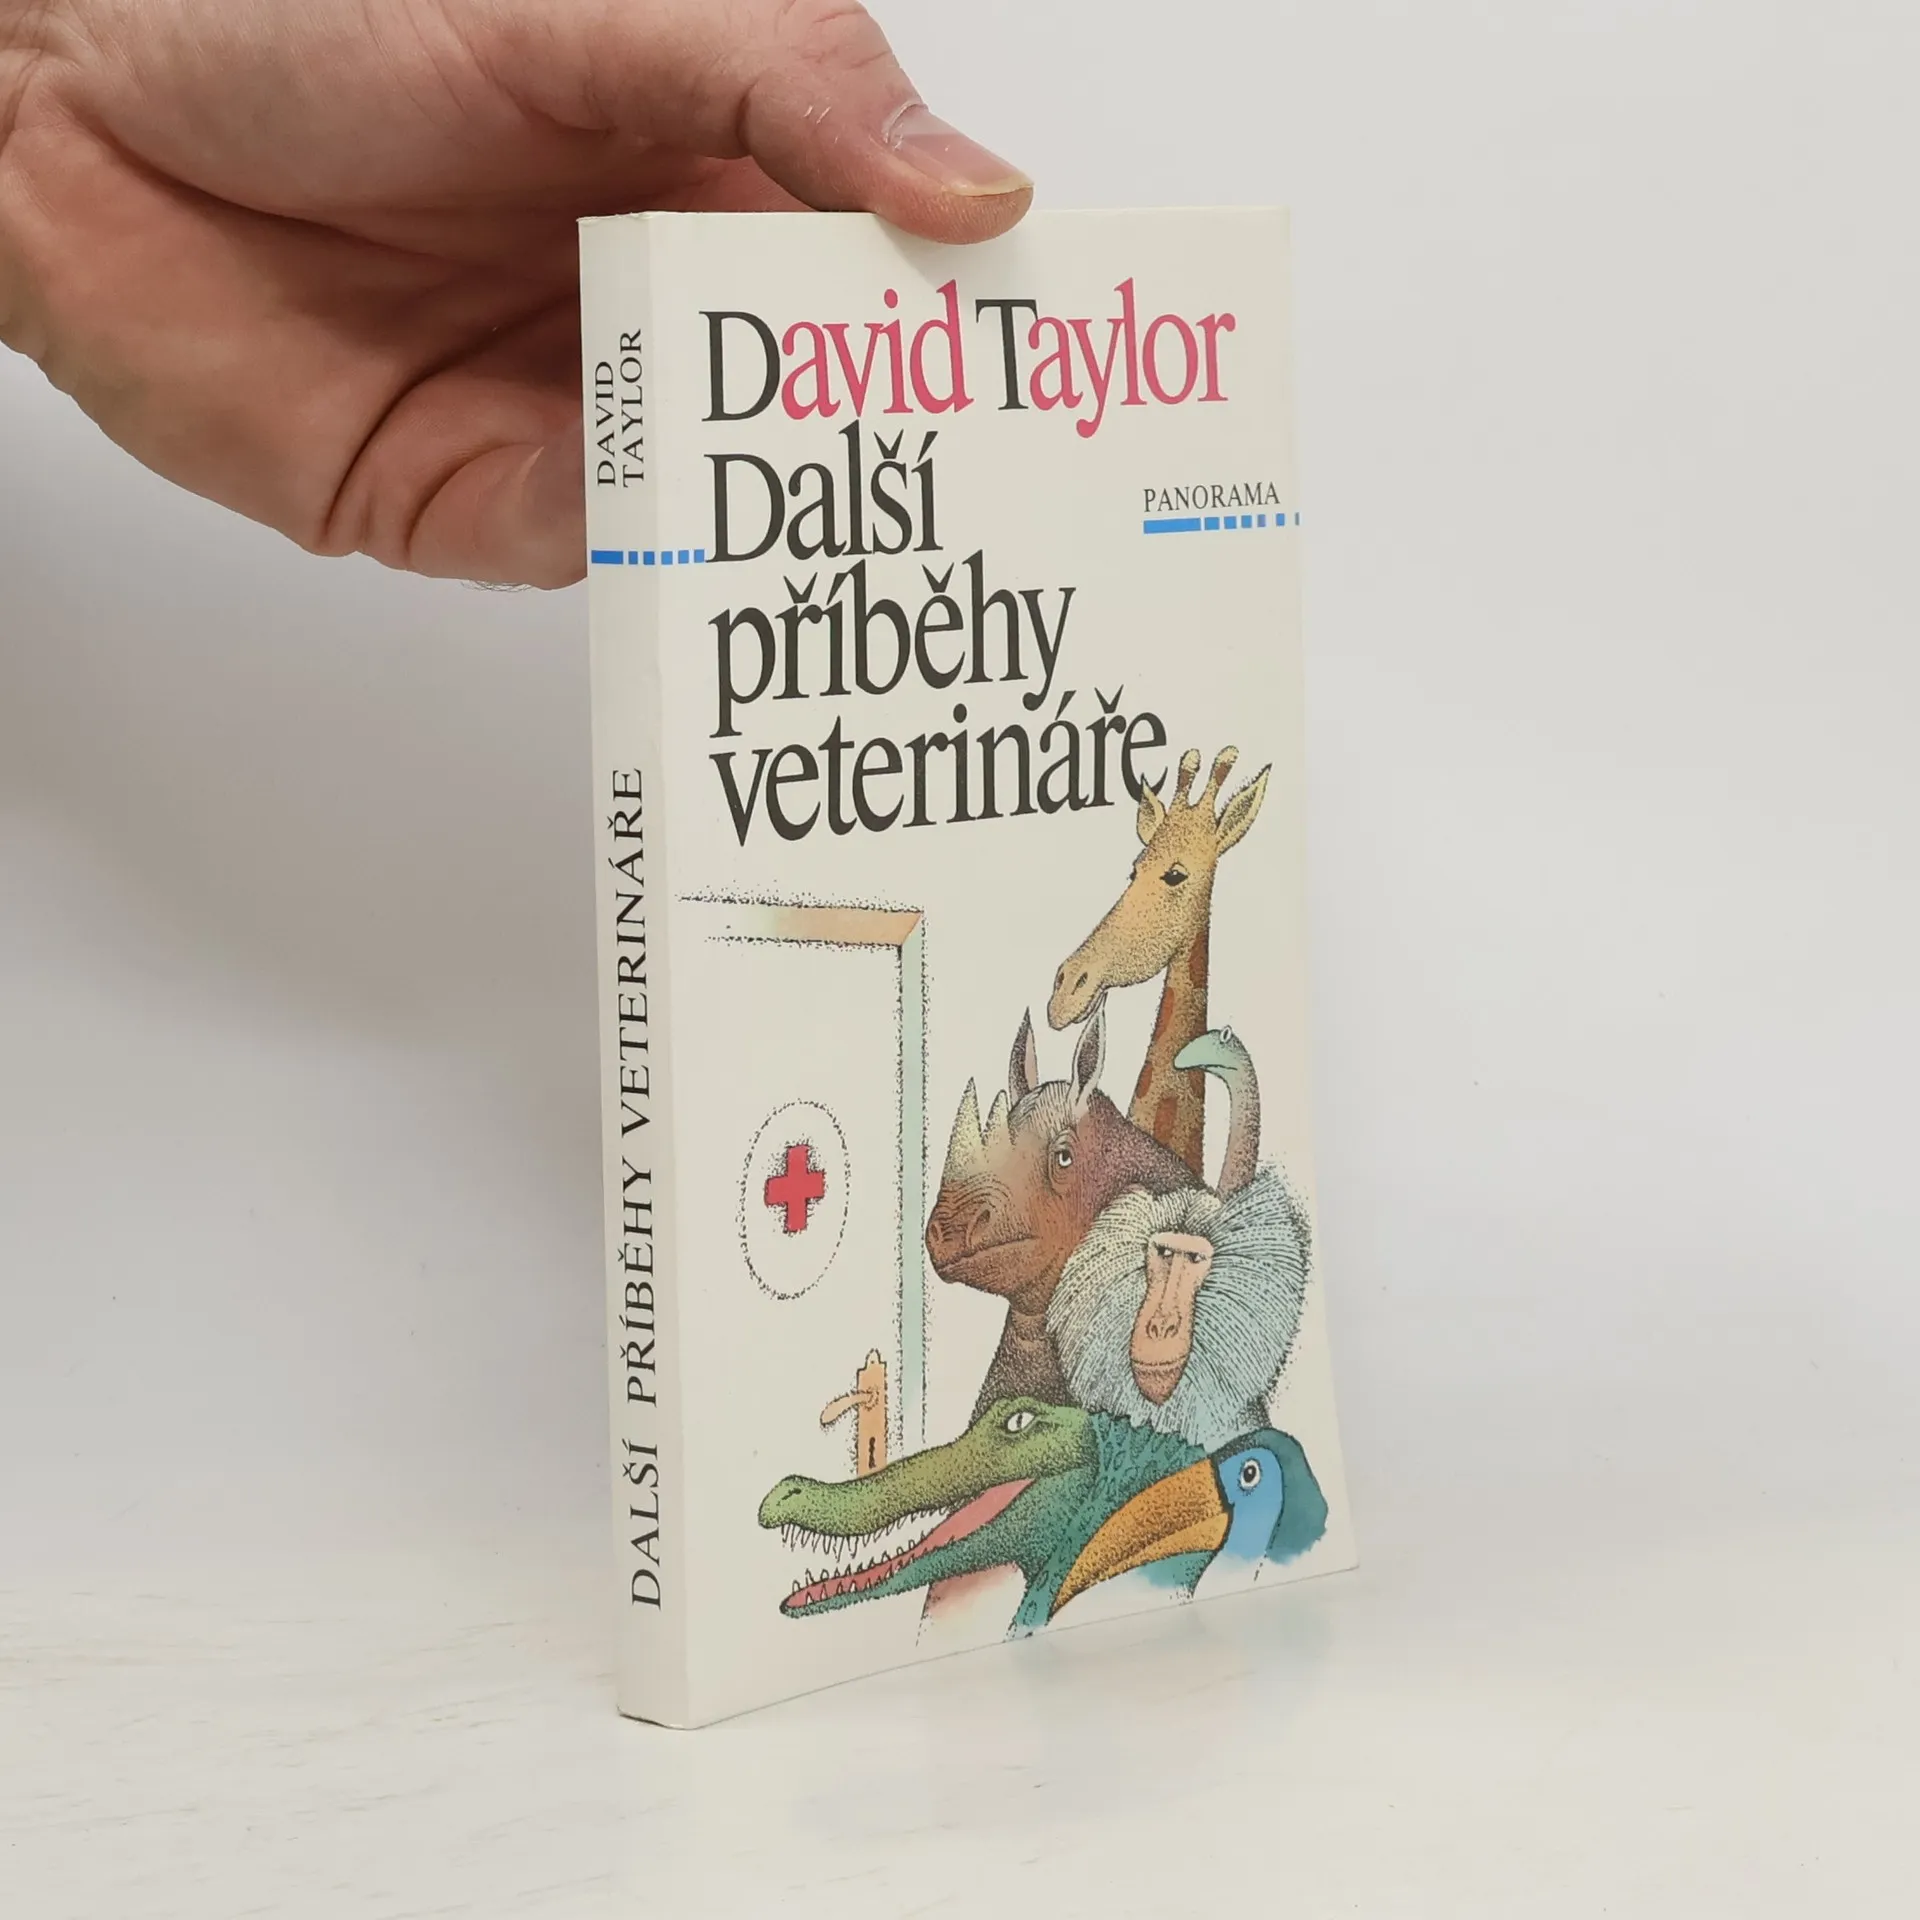 DAVID
TAYLOR
DALŠÍ PŘÍBĚHY VETERINÁŘE
David Taylor
Další
příběhy
veterináře
PANORAMA